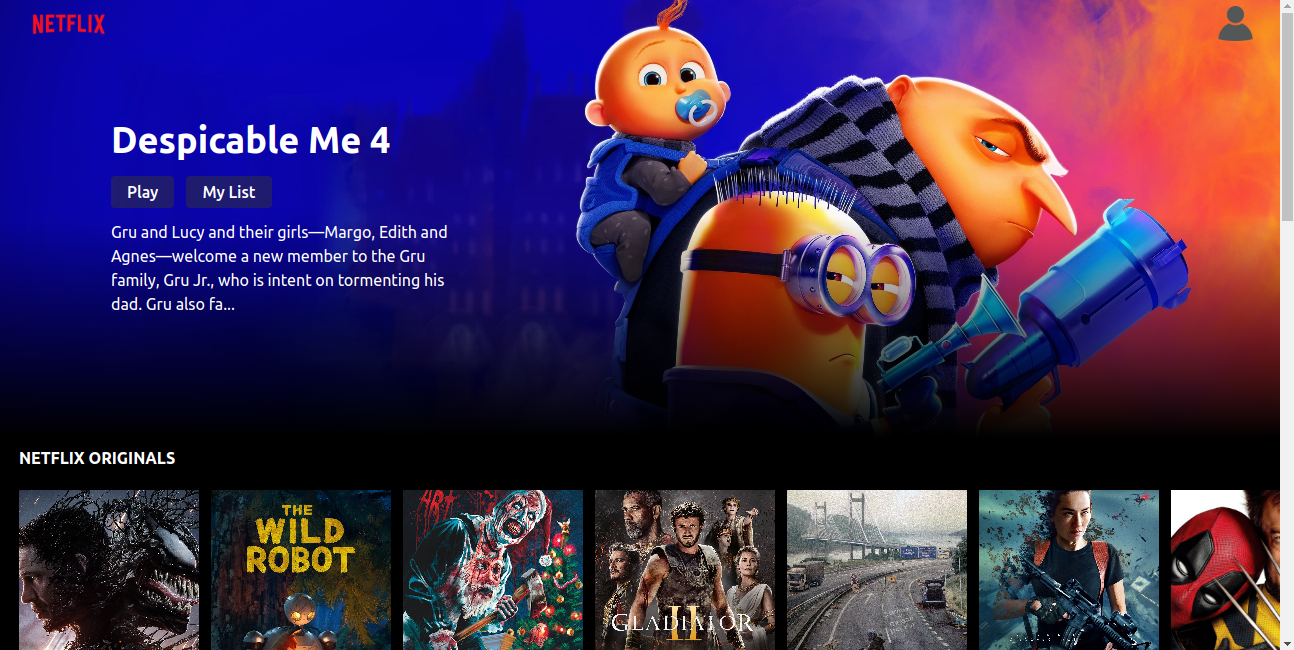 NETFLIX
Despicable Me 4
Play
My List
Gru and Lucy and their girls—Margo, Edith and
Agnes—welcome a new member to the Gru
family, Gru Jr., who is intent on tormenting his
dad. Gru also fa...
NETFLIX ORIGINALS
THE
WILD
ROBOT
GLADIATOR
II